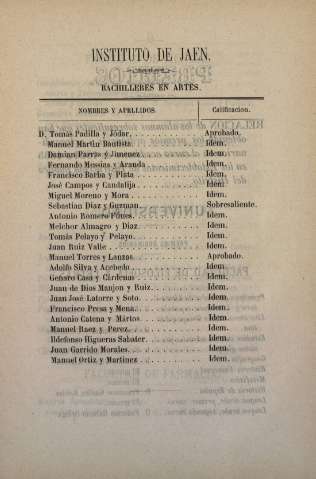 INSTITUTO DE JAEN.
BACHILLERES EN ARTES.
NOMBRES Y APELLIDOS. Calificacion.
D. Tomás Padilla y Jódar. Aprobado.
Manuel Martin Bautista. Idem.
Damian Parras y Jimenez. Idem.
Fernando Messias y Aranda. Idem.
Francisco Barba y Plata. Idem.
José Campos y Candalija. Idem.
Miguel Moreno y Mora. Idem.
Sebastian Diaz y Guzman. Sobresaliente.
Antonio Romero Funes. Idem.
Melchor Almagro y Diaz. Idem.
Tomás Pelayo y Pelayo. Idem.
Juan Ruiz Valle. Idem.
Manuel Torres y Lanzas. Aprobado.
Adolfo Silva y Acebedo. Idem.
Genaro Casa y Cárdenas. Idem.
Juan de Dios Manjon y Ruiz. Idem.
Juan José Latorre y Soto. Idem.
Francisco Presa y Mena. Idem.
Antonio Catena y Mártos. Idem.
Manuel Raez y Perez. Idem.
Ildefonso Higueras Sabater. Idem.
Juan Garrido Morales. Idem.
Manuel Ortiz y Martinez. Idem.